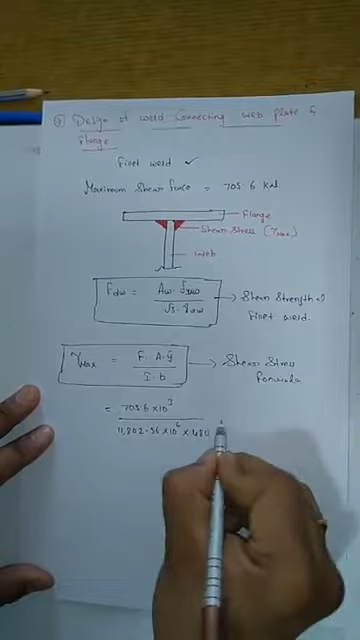 ⑨ Design of weld Connecting web plate &
flange
Fillet weld ✓
Maximum Shear force = 705.6 kN.
Flange
Shear stress (τmax)
Web
Fdw = Aw·fyw / √3·γmw → Shear Strength of
fillet weld.
τmax = F·A·ȳ / I·b → Shear stress
formula
= 705.6 ×10³ / 11,802.56 ×10⁶ × 480